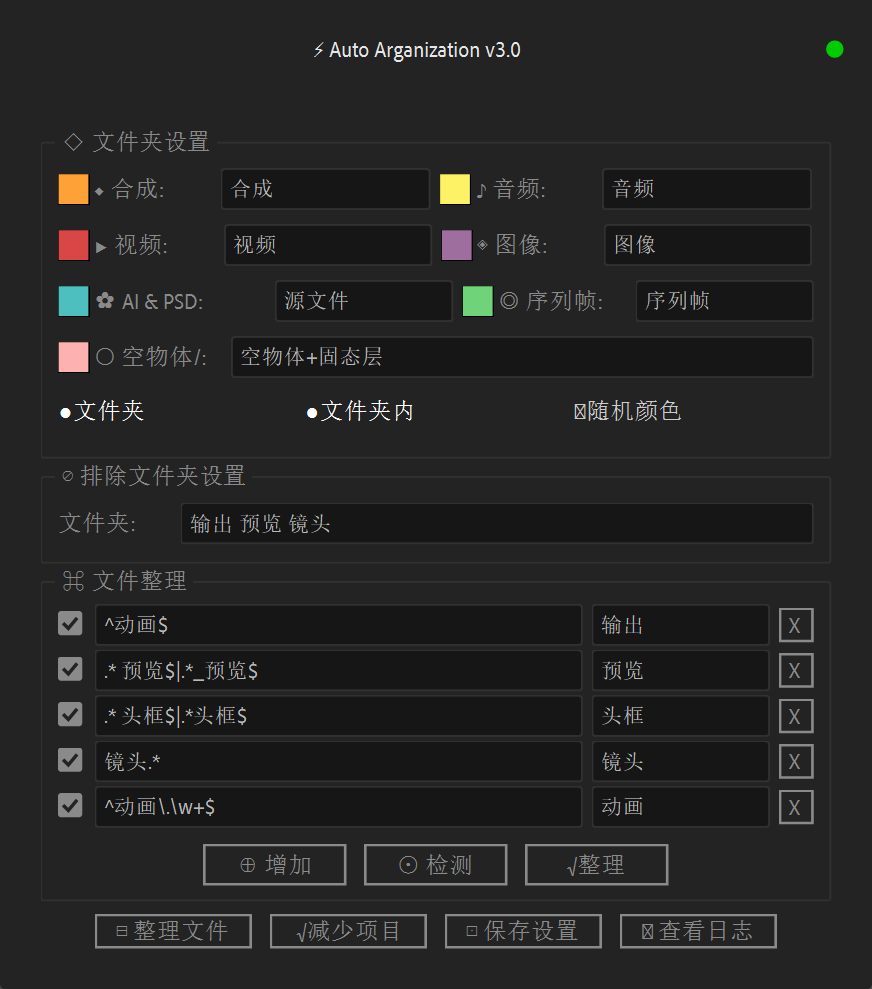 ⚡ Auto Arganization v3.0
◇ 文件夹设置
◆ 合成: 合成 ♪ 音频: 音频
▶ 视频: 视频 ◈ 图像: 图像
✿ AI & PSD: 源文件 ◎ 序列帧: 序列帧
○ 空物体/: 空物体+固态层
●文件夹 ●文件夹内 随机颜色
⊘ 排除文件夹设置
文件夹: 输出 预览 镜头
⌘ 文件整理
^动画$ 输出 X
.* 预览$|.*_预览$ 预览 X
.* 头框$|.*头框$ 头框 X
镜头.* 镜头 X
^动画\.\w+$ 动画 X
⊕ 增加 ⊙ 检测 √整理
⊟ 整理文件 √减少项目 ⊡ 保存设置 查看日志